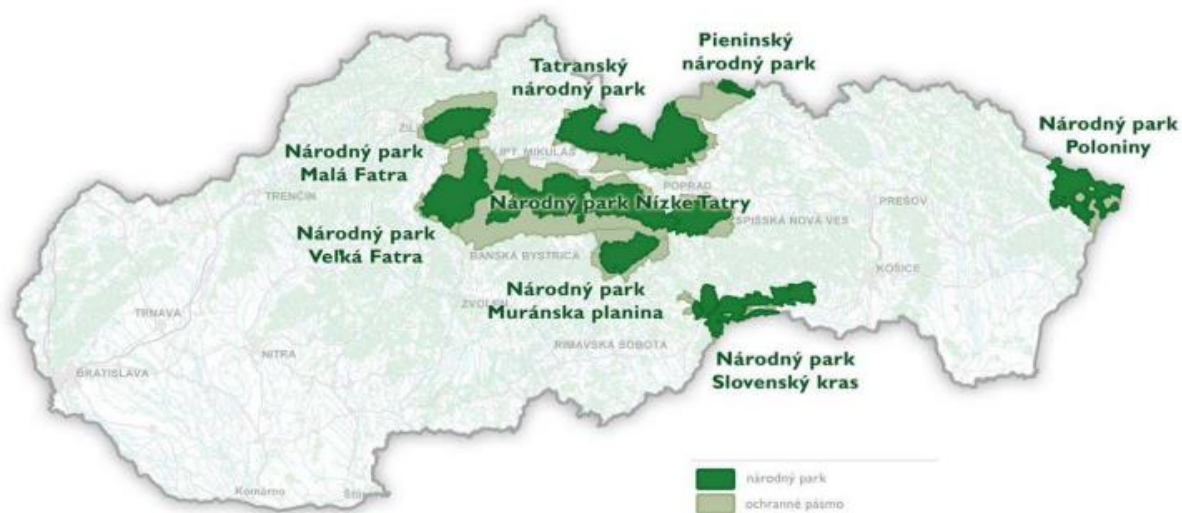 Pieninský
národný park
Tatranský
národný park
Národný park
Poloniny
Národný park
Malá Fatra
LIPT. MIKULÁŠ
TRENČÍN
POPRAD
PREŠOV
Národný park Nízke Tatry
SPIŠSKÁ NOVÁ VES
Národný park
Veľká Fatra
BANSKÁ BYSTRICA
KOŠICE
Národný park
Muránska planina
ZVOLEN
TRNAVA
RIMAVSKÁ SOBOTA
NITRA
Národný park
Slovenský kras
BRATISLAVA
národný park
Komárno
ochranné pásmo